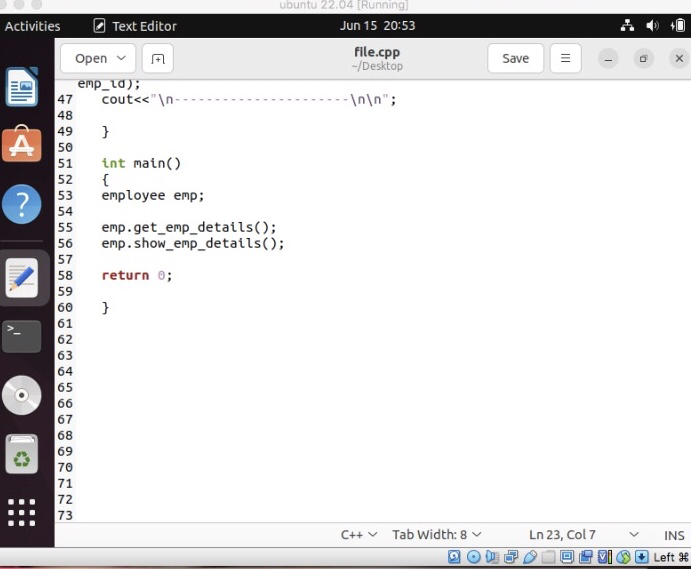 ubuntu 22.04 [Running]
Activities Text Editor Jun 15 20:53
Open file.cpp Save
~/Desktop
emp_id);
47 cout<<"\n----------------------\n\n";
48
49 }
50
51 int main()
52 {
53 employee emp;
54
55 emp.get_emp_details();
56 emp.show_emp_details();
57
58 return 0;
59
60 }
61
62
63
64
65
66
67
68
69
70
71
72
73
C++ Tab Width: 8 Ln 23, Col 7 INS
Left ⌘